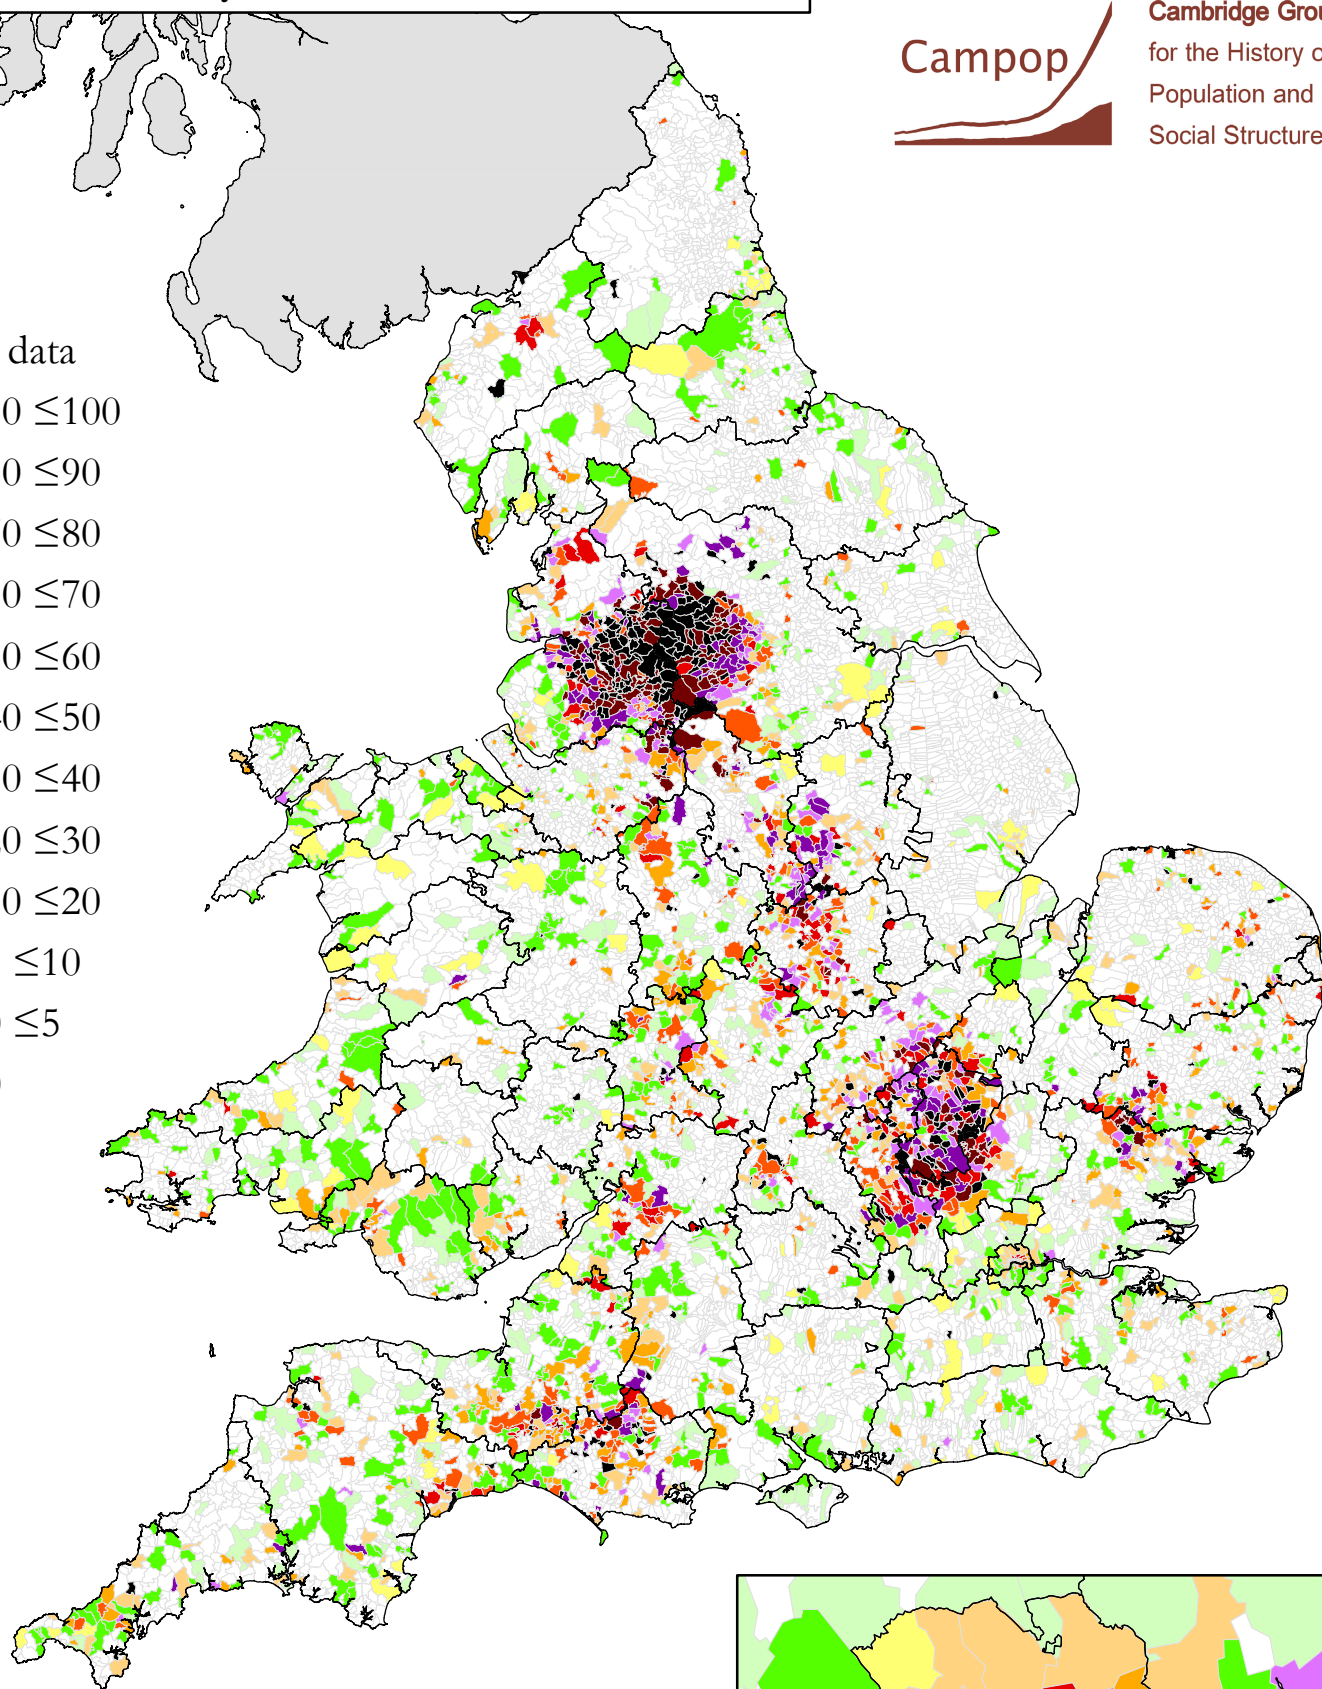 Cambridge Grou
Campop
for the History o
Population and
Social Structure
data
0 ≤100
0 ≤90
0 ≤80
0 ≤70
0 ≤60
0 ≤50
0 ≤40
0 ≤30
0 ≤20
≤10
≤5